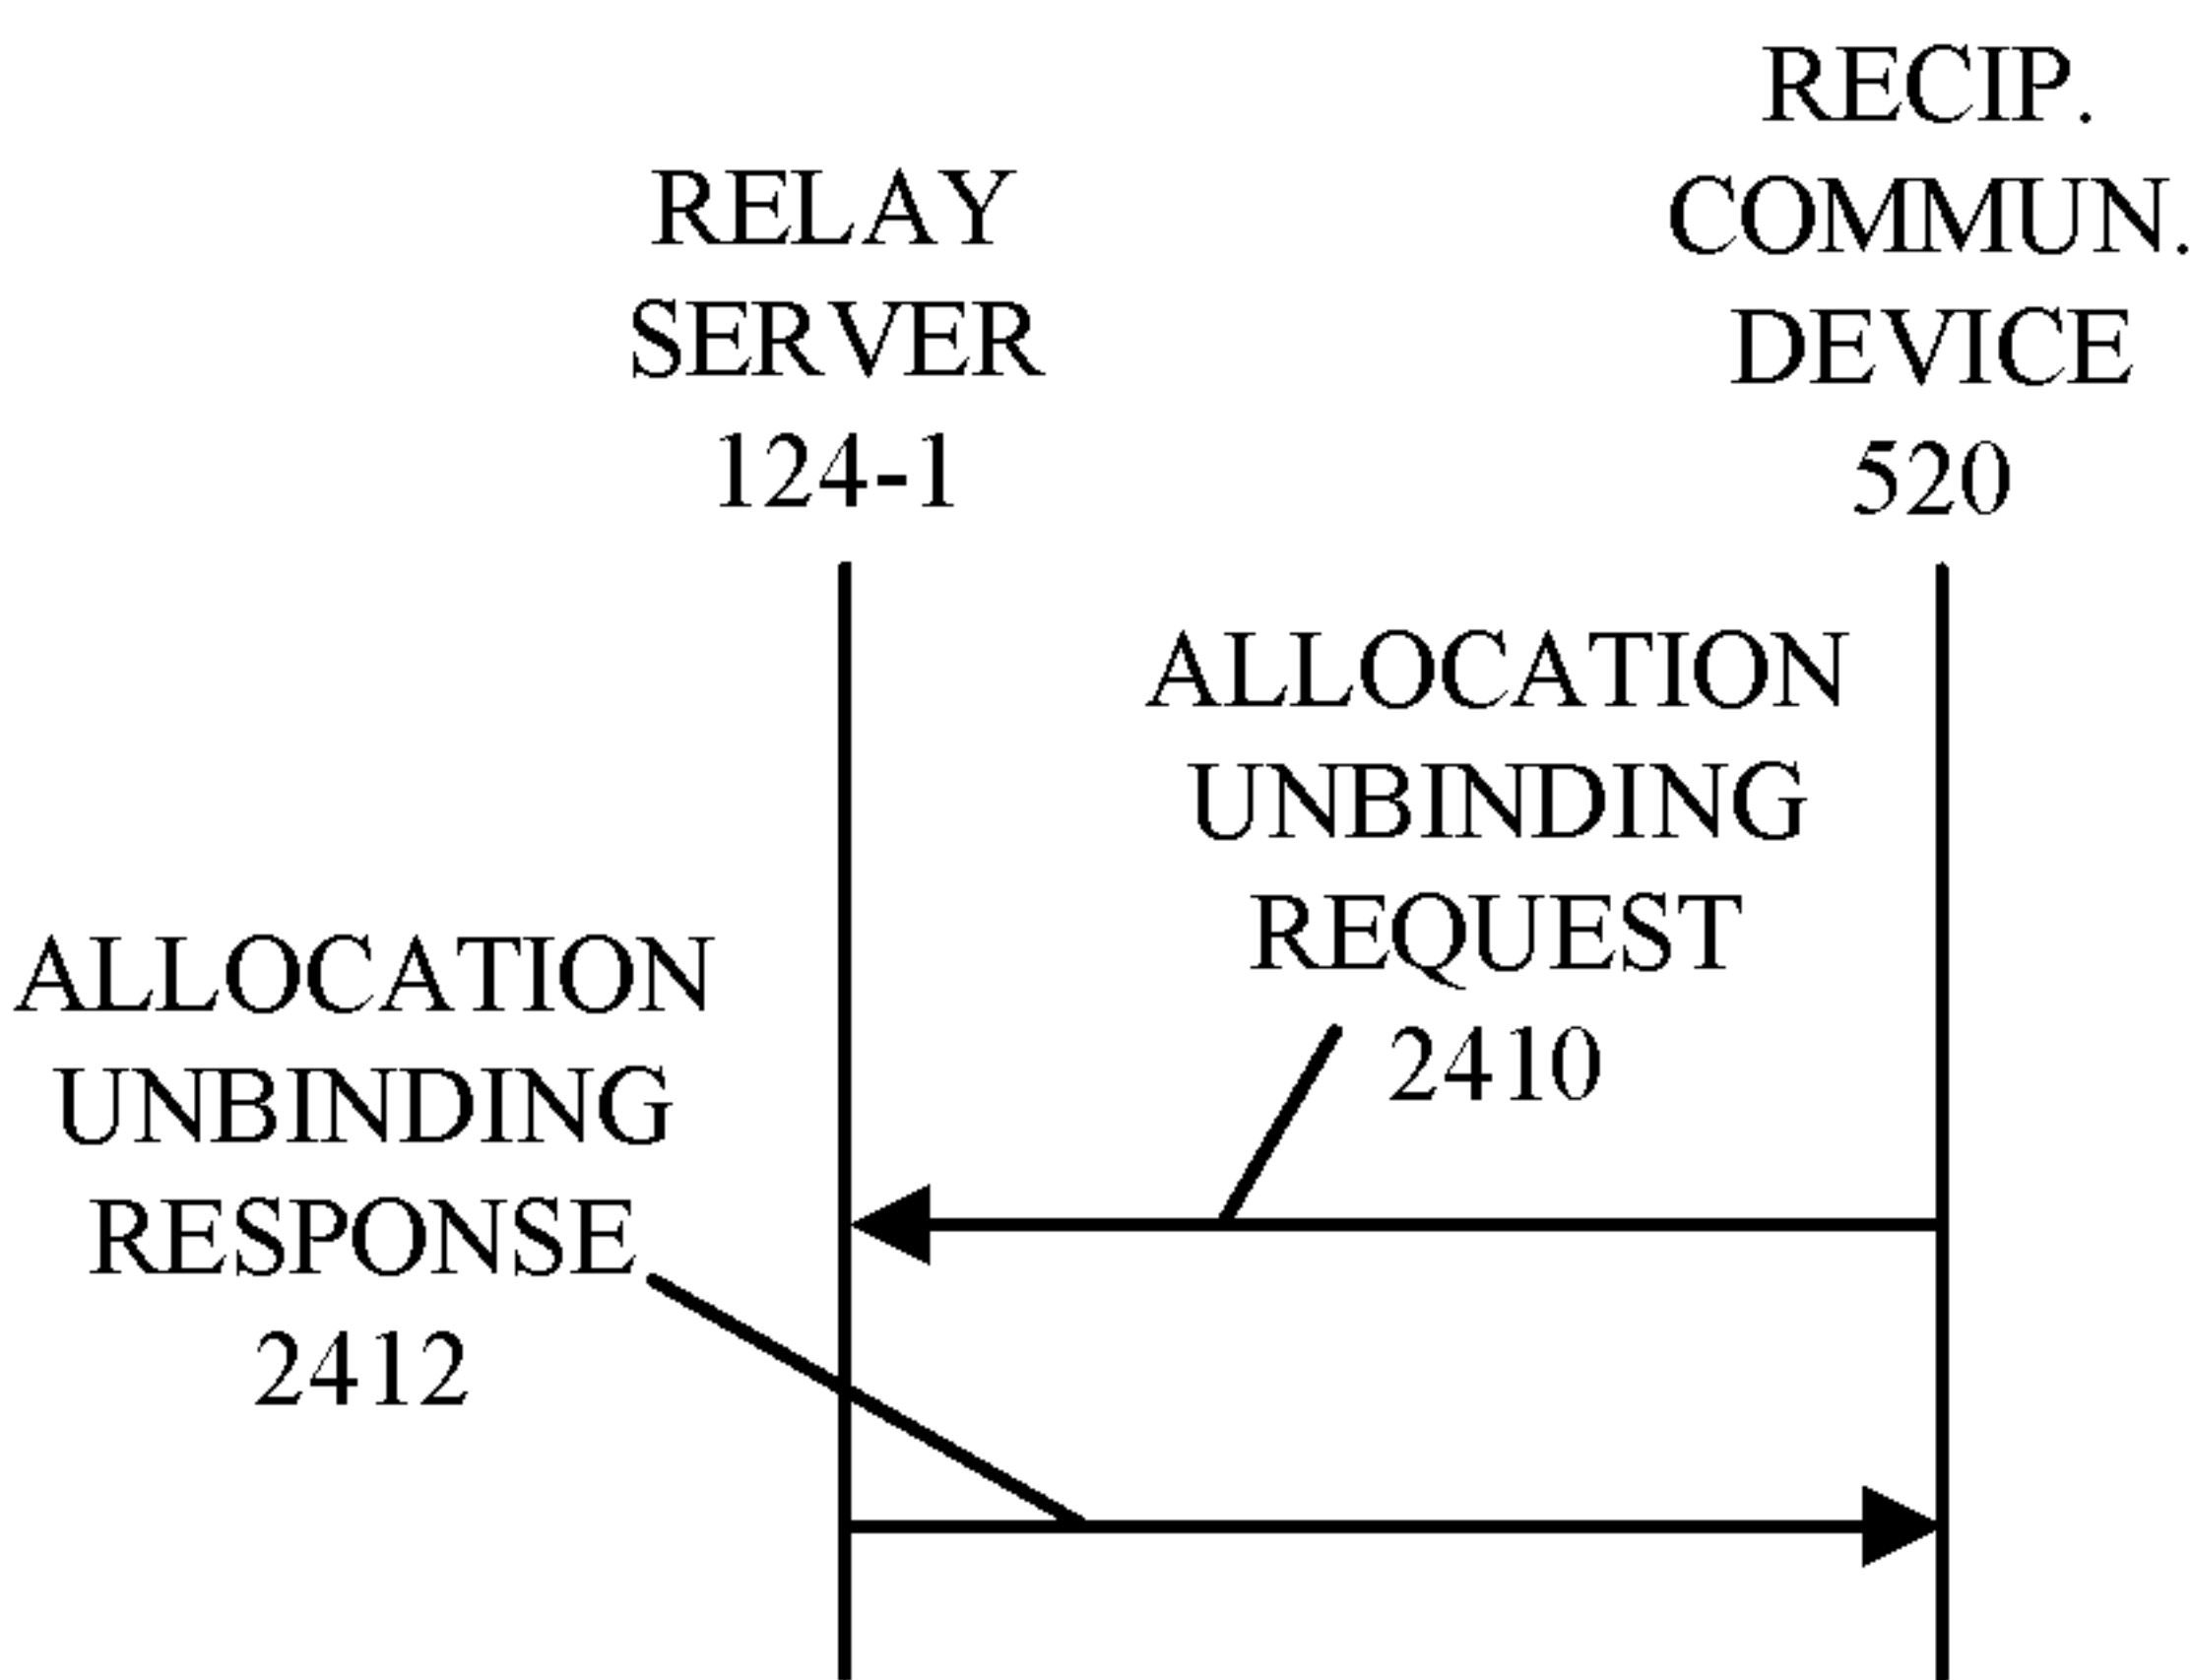 RELAY
SERVER
124-1
RECIP.
COMMUN.
DEVICE
520
ALLOCATION
UNBINDING
REQUEST
2410
ALLOCATION
UNBINDING
RESPONSE
2412